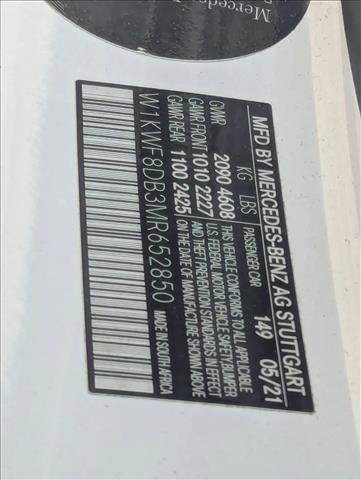 Mercedes
MFD BY MERCEDES-BENZ AG STUTTGART
KG LBS PASSENGER CAR 149 05/21
GVWR 2090 4608 THIS VEHICLE CONFORMS TO ALL APPLICABLE
U.S. FEDERAL MOTOR VEHICLE SAFETY/BUMPER
GAWR FRONT 1010 2227 AND THEFT PREVENTION STANDARDS IN EFFECT
GAWR REAR 1100 2425 ON THE DATE OF MANUFACTURE SHOWN ABOVE
W1KWF8DB3MR652850 MADE IN SOUTH AFRICA